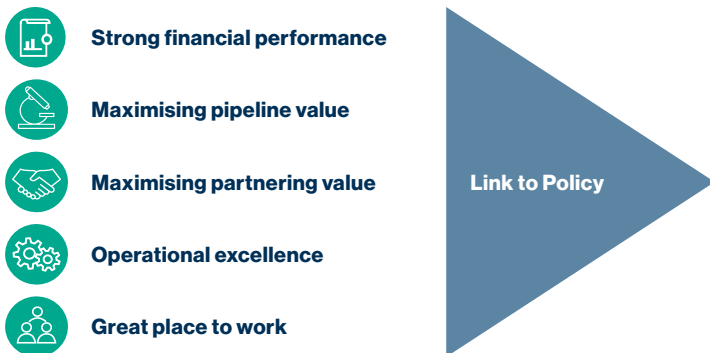 Strong financial performance
Maximising pipeline value
Maximising partnering value
Link to Policy
Operational excellence
Great place to work